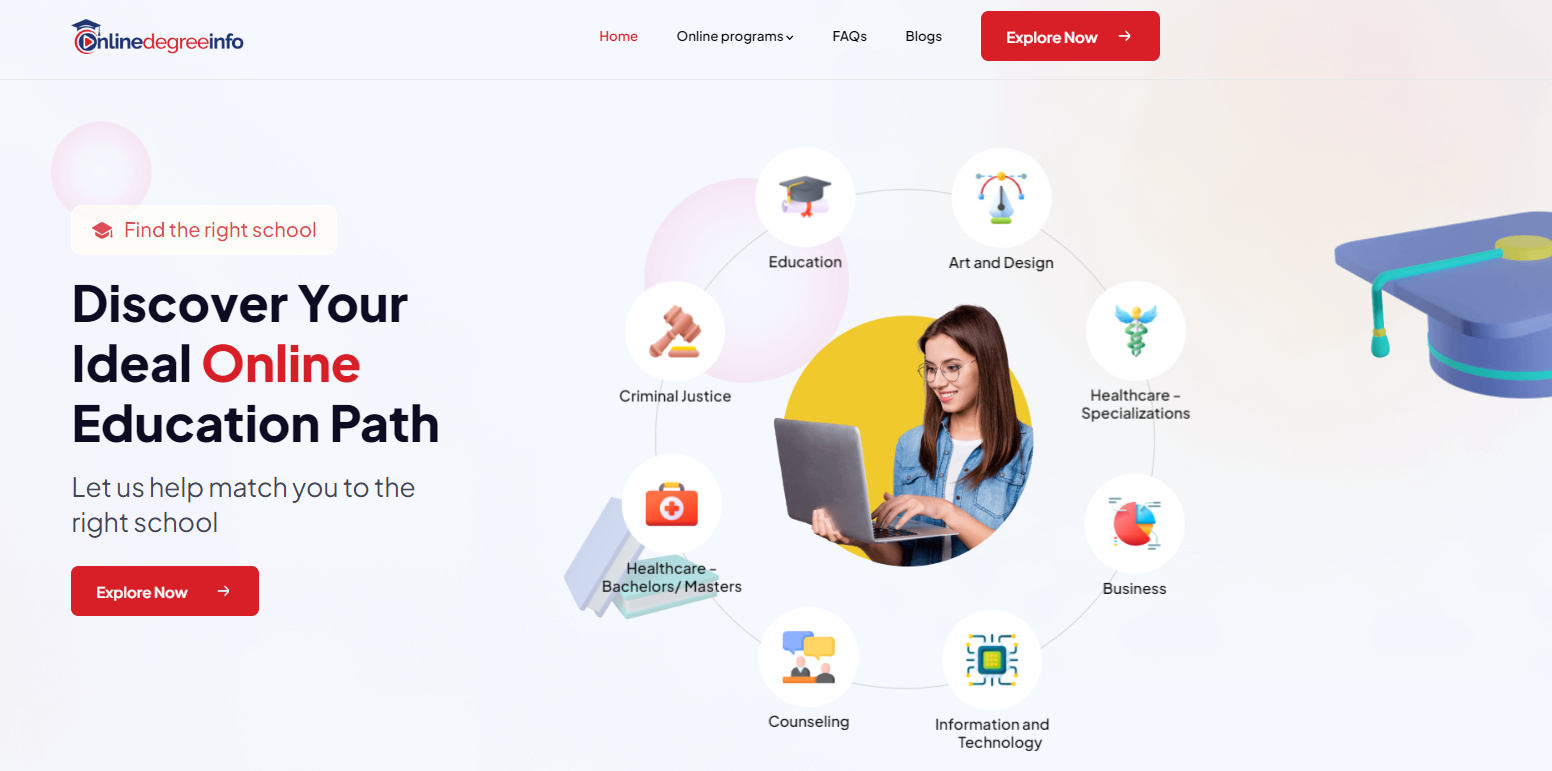 Onlinedegreeinfo
Home
Online programs
FAQs
Blogs
Explore Now
Find the right school
Discover Your
Ideal Online
Education Path
Let us help match you to the
right school
Explore Now
Education
Art and Design
Criminal Justice
Healthcare –
Specializations
Healthcare –
Bachelors/ Masters
Business
Counseling
Information and
Technology